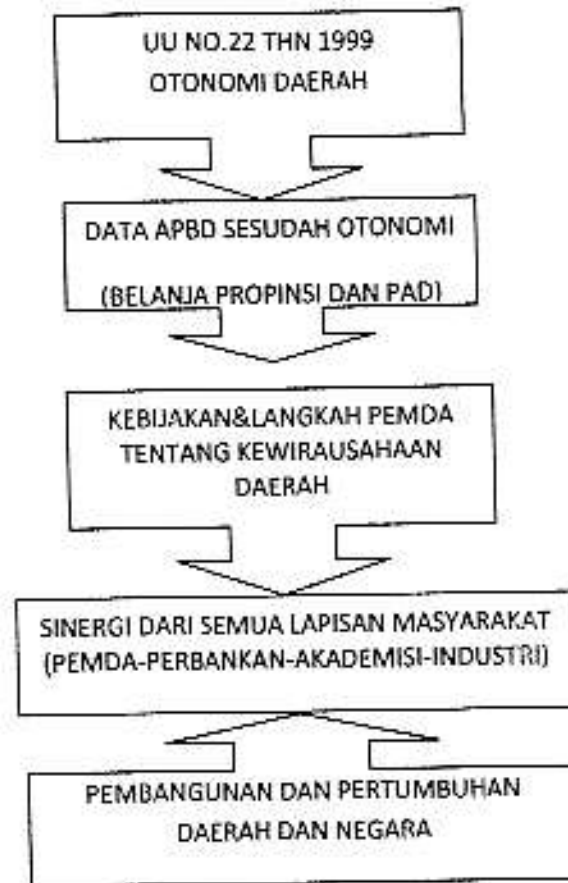 UU NO.22 THN 1999
OTONOMI DAERAH
DATA APBD SESUDAH OTONOMI
(BELANJA PROPINSI DAN PAD)
KEBIJAKAN&LANGKAH PEMDA
TENTANG KEWIRAUSAHAAN
DAERAH
SINERGI DARI SEMUA LAPISAN MASYARAKAT
(PEMDA-PERBANKAN-AKADEMISI-INDUSTRI)
PEMBANGUNAN DAN PERTUMBUHAN
DAERAH DAN NEGARA